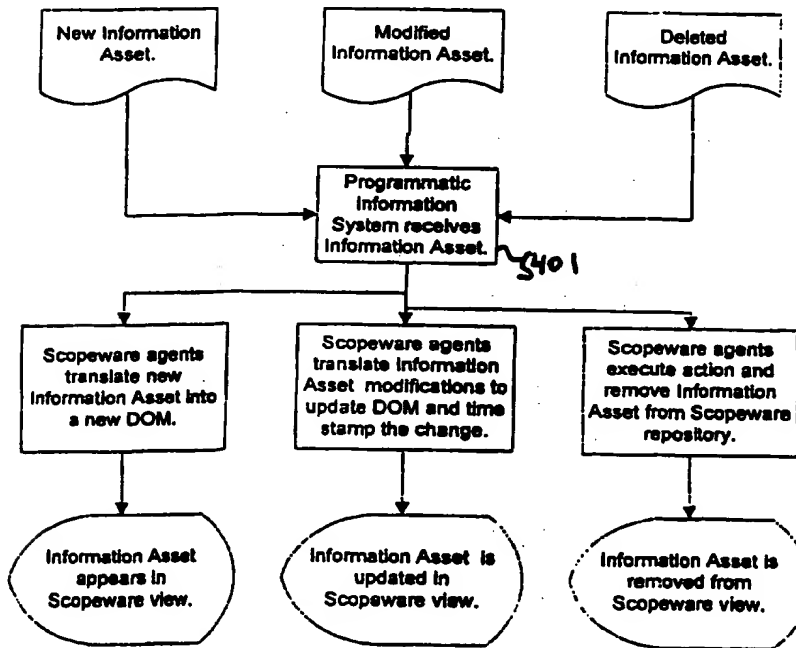 New Information
Asset.
Modified
Information Asset.
Deleted
Information Asset.
Programmatic
Information
System receives
Information Asset.
S401
Scopeware agents
translate new
Information Asset into
a new DOM.
Scopeware agents
translate Information
Asset modifications to
update DOM and time
stamp the change.
Scopeware agents
execute action and
remove Information
Asset from Scopeware
repository.
Information Asset
appears in
Scopeware view.
Information Asset is
updated in
Scopeware view.
Information Asset is
removed from
Scopeware view.